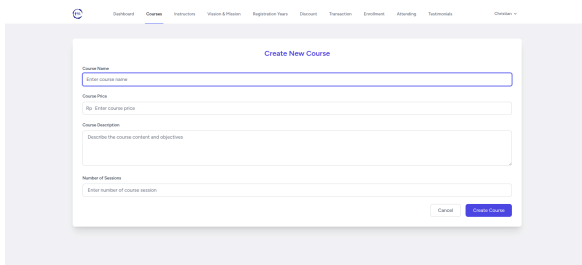 Dashboard Courses Instructors Vission & Mission Registration Years Discount Transaction Enrollment Attending Testimonials Christian
Create New Course
Course Name
Enter course name
Course Price
Rp Enter course price
Course Description
Describe the course content and objectives
Number of Sessions
Enter number of course session
Cancel Create Course